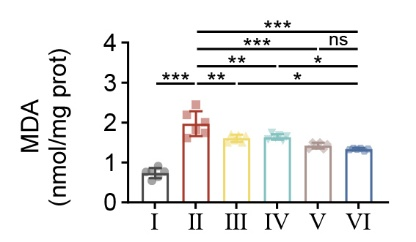 ***
*** ns
** *
*** ** *
4
3
2
1
0
MDA
(nmol/mg prot)
I II III IV V VI